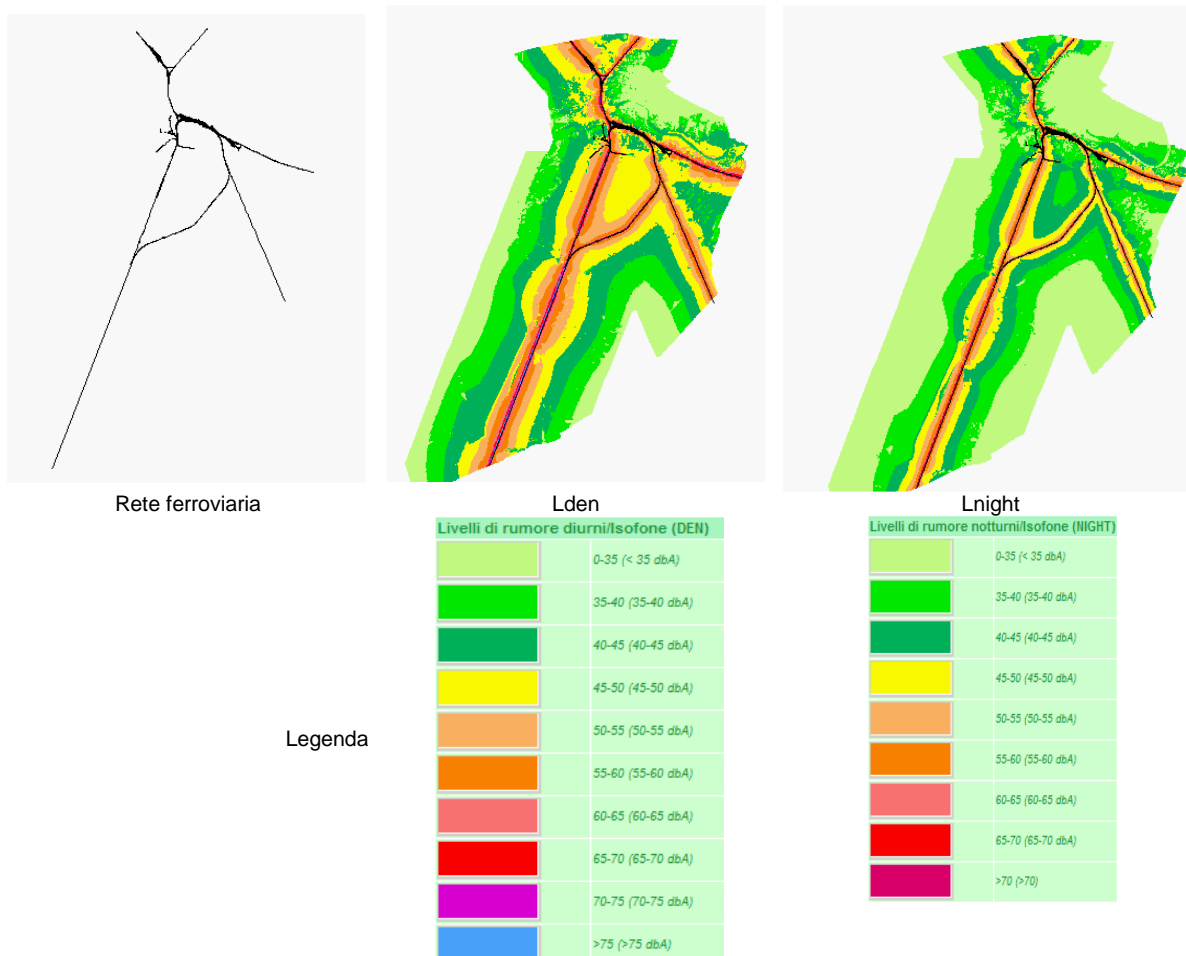 Rete ferroviaria
Lden
Lnight
Legenda
Livelli di rumore diurni/Isofone (DEN)
0-35 (< 35 dbA)
35-40 (35-40 dbA)
40-45 (40-45 dbA)
45-50 (45-50 dbA)
50-55 (50-55 dbA)
55-60 (55-60 dbA)
60-65 (60-65 dbA)
65-70 (65-70 dbA)
70-75 (70-75 dbA)
>75 (>75 dbA)
Livelli di rumore notturni/Isofone (NIGHT)
0-35 (< 35 dbA)
35-40 (35-40 dbA)
40-45 (40-45 dbA)
45-50 (45-50 dbA)
50-55 (50-55 dbA)
55-60 (55-60 dbA)
60-65 (60-65 dbA)
65-70 (65-70 dbA)
>70 (>70)